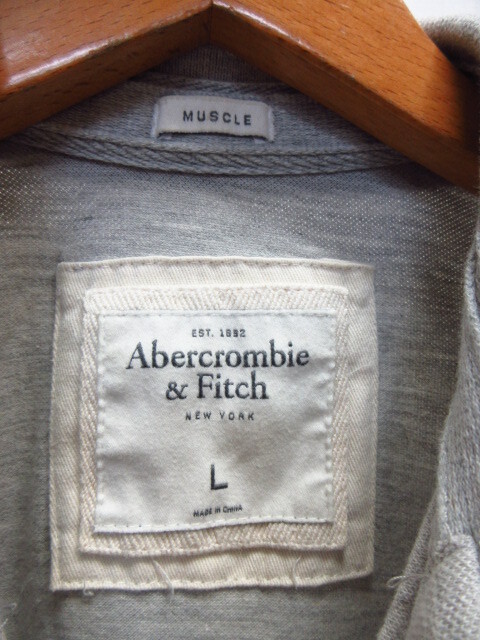 MUSCLE
EST. 1892
Abercrombie
& Fitch
NEW YORK
L
MADE IN CHINA